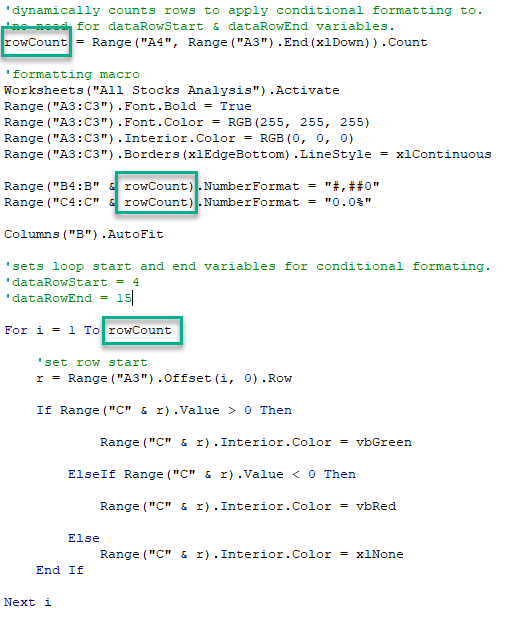 'dynamically counts rows to apply conditional formatting to.
'no need for dataRowStart & dataRowEnd variables.
rowCount = Range("A4", Range("A3").End(xlDown)).Count
'formatting macro
Worksheets("All Stocks Analysis").Activate
Range("A3:C3").Font.Bold = True
Range("A3:C3").Font.Color = RGB(255, 255, 255)
Range("A3:C3").Interior.Color = RGB(0, 0, 0)
Range("A3:C3").Borders(xlEdgeBottom).LineStyle = xlContinuous
Range("B4:B" & rowCount).NumberFormat = "#,##0"
Range("C4:C" & rowCount).NumberFormat = "0.0%"
Columns("B").AutoFit
'sets loop start and end variables for conditional formating.
'dataRowStart = 4
'dataRowEnd = 15
For i = 1 To rowCount
'set row start
r = Range("A3").Offset(i, 0).Row
If Range("C" & r).Value > 0 Then
Range("C" & r).Interior.Color = vbGreen
ElseIf Range("C" & r).Value < 0 Then
Range("C" & r).Interior.Color = vbRed
Else
Range("C" & r).Interior.Color = xlNone
End If
Next i